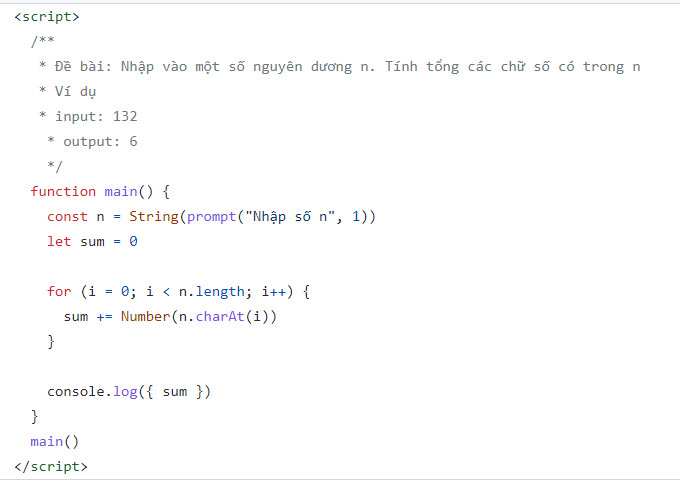 <script>
/**
* Đề bài: Nhập vào một số nguyên dương n. Tính tổng các chữ số có trong n
* Ví dụ
* input: 132
* output: 6
*/
function main() {
const n = String(prompt("Nhập số n", 1))
let sum = 0
for (i = 0; i < n.length; i++) {
sum += Number(n.charAt(i))
}
console.log({ sum })
}
main()
</script>